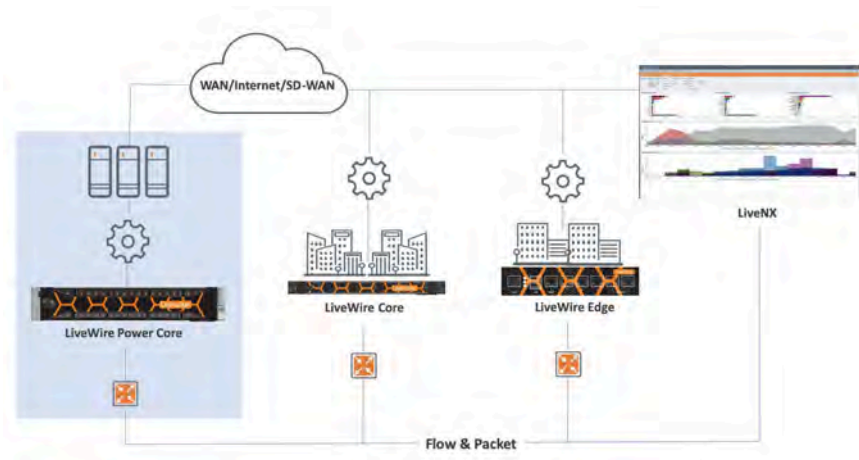 WAN/Internet/SD-WAN
LiveNX
LiveWire Power Core
LiveWire Core
LiveWire Edge
Flow & Packet